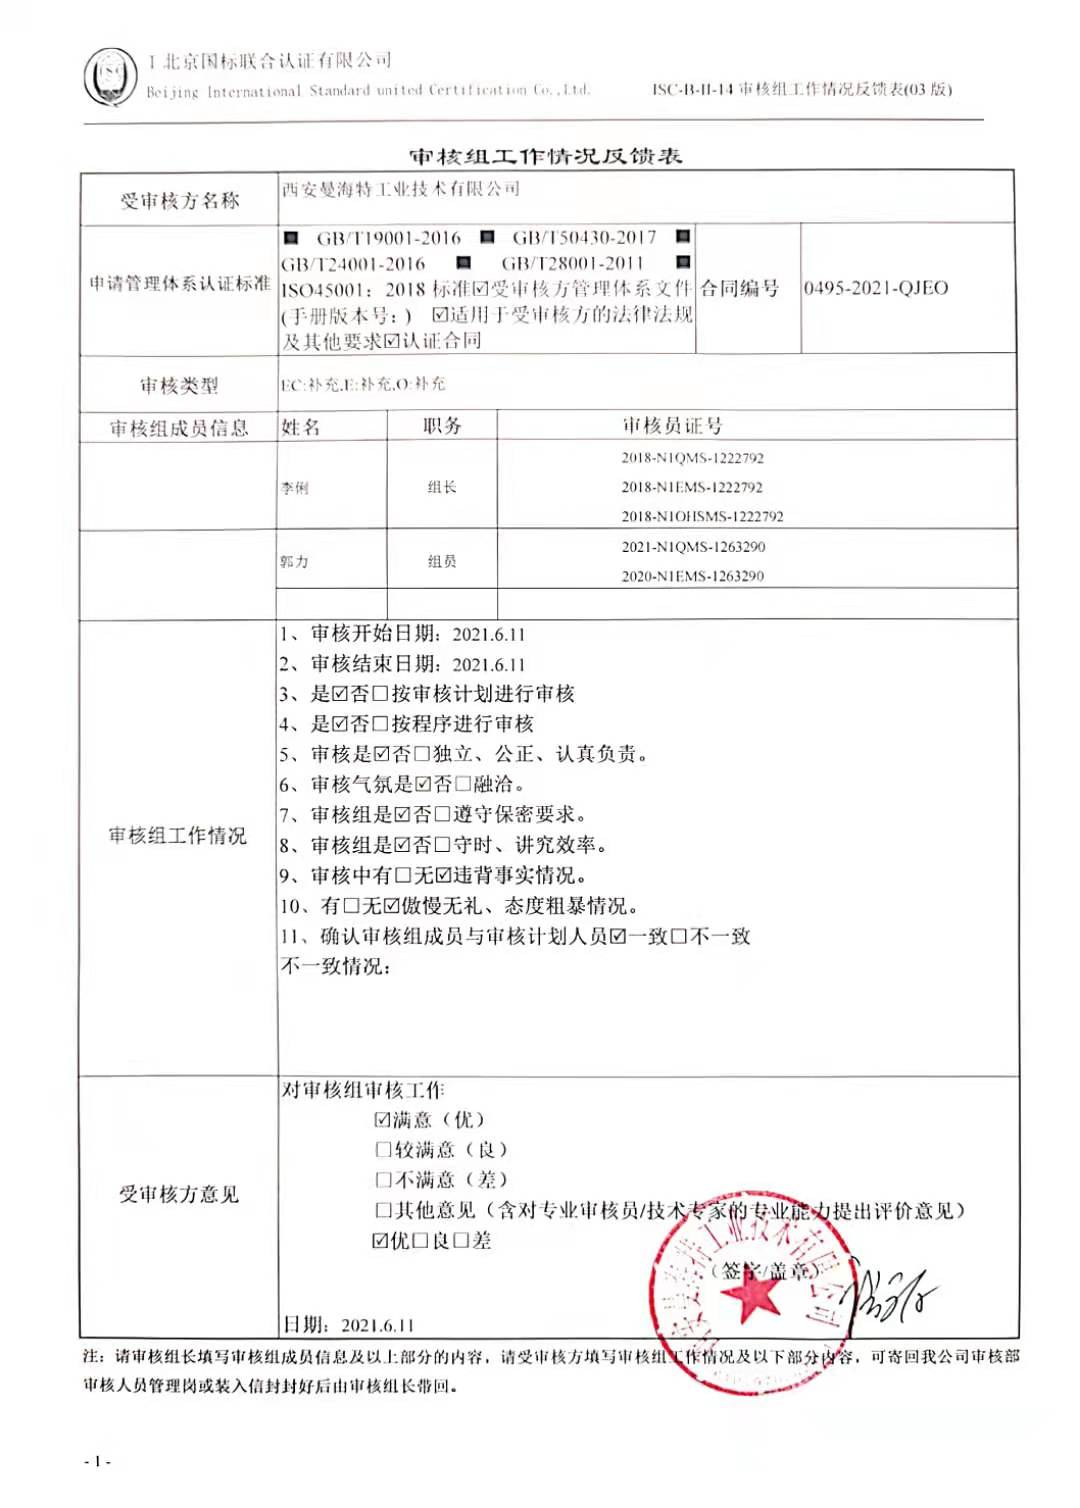 I 北京国标联合认证有限公司
Beijing International Standard united Certification Co.,Ltd.
ISC-B-II-14 审核组工作情况反馈表(03 版)
审核组工作情况反馈表
受审核方名称 西安曼海特工业技术有限公司
申请管理体系认证标准
■ GB/T19001-2016 ■ GB/T50430-2017 ■
GB/T24001-2016 ■ GB/T28001-2011 ■
ISO45001：2018 标准☑受审核方管理体系文件
(手册版本号：) ☑适用于受审核方的法律法规
及其他要求☑认证合同
合同编号 0495-2021-QJEO
审核类型 EC:补充,E:补充,O:补充
审核组成员信息 姓名 职务 审核员证号
李俐 组长
2018-N1QMS-1222792
2018-N1EMS-1222792
2018-N1OHSMS-1222792
郭力 组员
2021-N1QMS-1263290
2020-N1EMS-1263290
审核组工作情况
1、审核开始日期：2021.6.11
2、审核结束日期：2021.6.11
3、是☑否□按审核计划进行审核
4、是☑否□按程序进行审核
5、审核是☑否□独立、公正、认真负责。
6、审核气氛是☑否□融洽。
7、审核组是☑否□遵守保密要求。
8、审核组是☑否□守时、讲究效率。
9、审核中有□无☑违背事实情况。
10、有□无☑傲慢无礼、态度粗暴情况。
11、确认审核组成员与审核计划人员☑一致□不一致
不一致情况：
受审核方意见
对审核组审核工作
☑满意（优）
□较满意（良）
□不满意（差）
□其他意见（含对专业审核员/技术专家的专业能力提出评价意见）
☑优□良□差
（签字/盖章）
日期：2021.6.11
注：请审核组长填写审核组成员信息及以上部分的内容，请受审核方填写审核组工作情况及以下部分内容，可寄回我公司审核部
审核人员管理岗或装入信封封好后由审核组长带回。
- 1 -